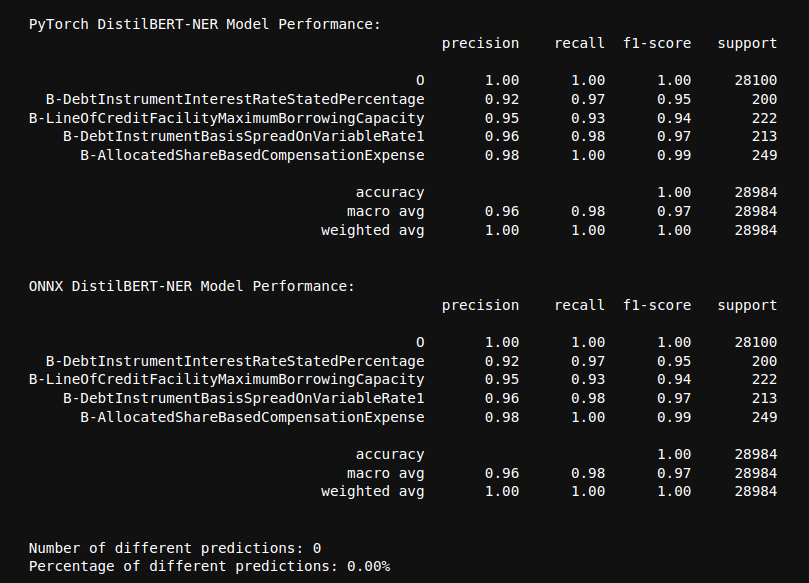 PyTorch DistilBERT-NER Model Performance:
precision recall f1-score support
O 1.00 1.00 1.00 28100
B-DebtInstrumentInterestRateStatedPercentage 0.92 0.97 0.95 200
B-LineOfCreditFacilityMaximumBorrowingCapacity 0.95 0.93 0.94 222
B-DebtInstrumentBasisSpreadOnVariableRate1 0.96 0.98 0.97 213
B-AllocatedShareBasedCompensationExpense 0.98 1.00 0.99 249
accuracy 1.00 28984
macro avg 0.96 0.98 0.97 28984
weighted avg 1.00 1.00 1.00 28984
ONNX DistilBERT-NER Model Performance:
precision recall f1-score support
O 1.00 1.00 1.00 28100
B-DebtInstrumentInterestRateStatedPercentage 0.92 0.97 0.95 200
B-LineOfCreditFacilityMaximumBorrowingCapacity 0.95 0.93 0.94 222
B-DebtInstrumentBasisSpreadOnVariableRate1 0.96 0.98 0.97 213
B-AllocatedShareBasedCompensationExpense 0.98 1.00 0.99 249
accuracy 1.00 28984
macro avg 0.96 0.98 0.97 28984
weighted avg 1.00 1.00 1.00 28984
Number of different predictions: 0
Percentage of different predictions: 0.00%